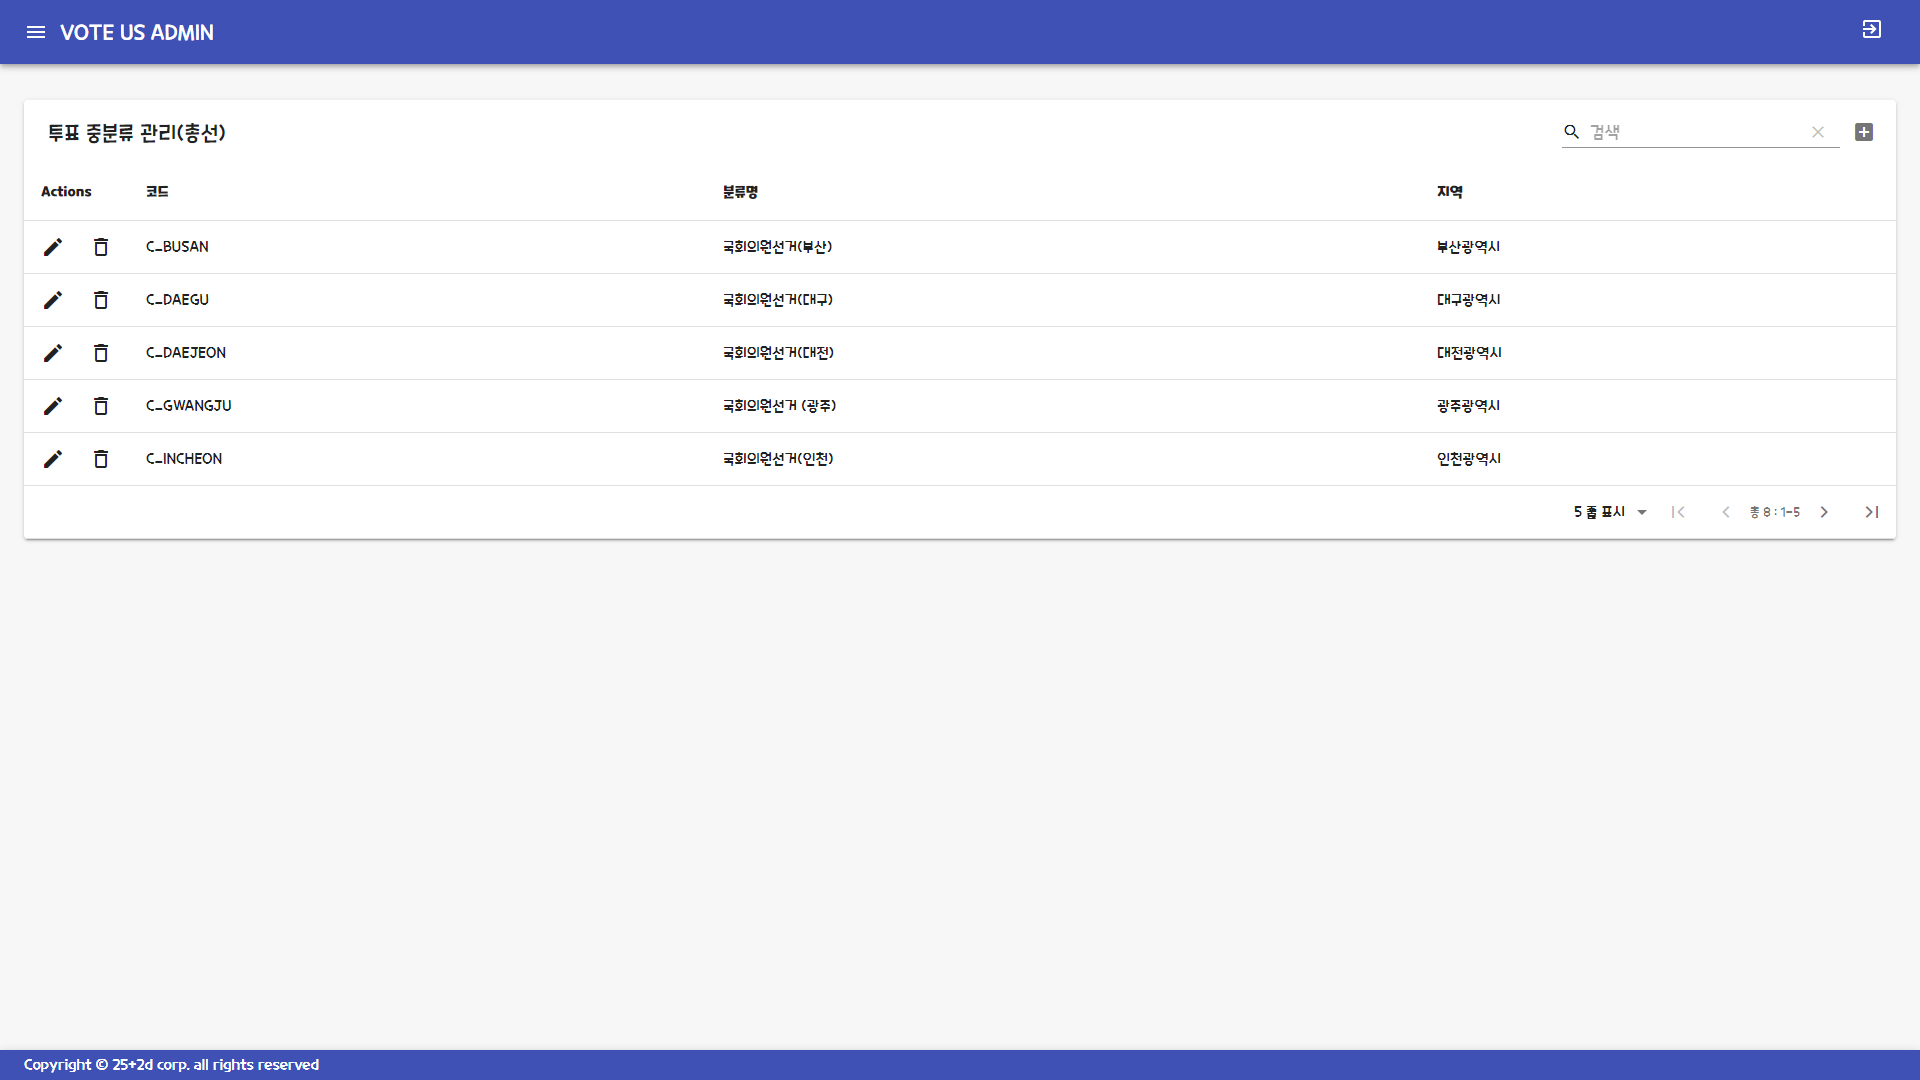 VOTE US ADMIN
투표 중분류 관리(총선)
검색
Actions 코드 분류명 지역
C_BUSAN 국회의원선거(부산) 부산광역시
C_DAEGU 국회의원선거(대구) 대구광역시
C_DAEJEON 국회의원선거(대전) 대전광역시
C_GWANGJU 국회의원선거 (광주) 광주광역시
C_INCHEON 국회의원선거(인천) 인천광역시
5 줄 표시 총 8 : 1-5
Copyright © 25+2d corp. all rights reserved